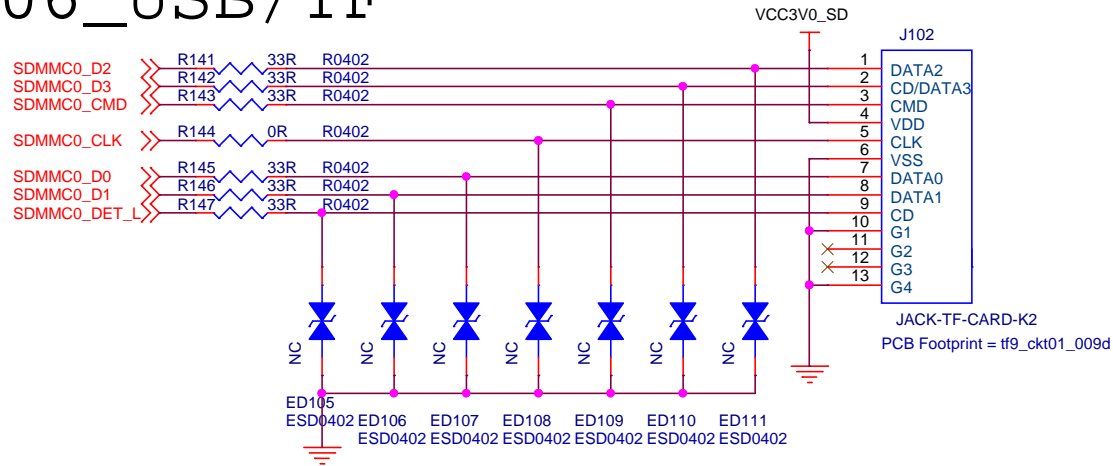 06_USB/TF
VCC3V0_SD
J102
SDMMC0_D2 R141 33R R0402 1 DATA2
SDMMC0_D3 R142 33R R0402 2 CD/DATA3
SDMMC0_CMD R143 33R R0402 3 CMD
4 VDD
SDMMC0_CLK R144 0R R0402 5 CLK
6 VSS
SDMMC0_D0 R145 33R R0402 7 DATA0
SDMMC0_D1 R146 33R R0402 8 DATA1
SDMMC0_DET_L R147 33R R0402 9 CD
10 G1
11 G2
12 G3
13 G4
JACK-TF-CARD-K2
PCB Footprint = tf9_ckt01_009d
NC NC NC NC NC NC NC
ED105
ESD0402
ED106 ED107 ED108 ED109 ED110 ED111
ESD0402 ESD0402 ESD0402 ESD0402 ESD0402 ESD0402